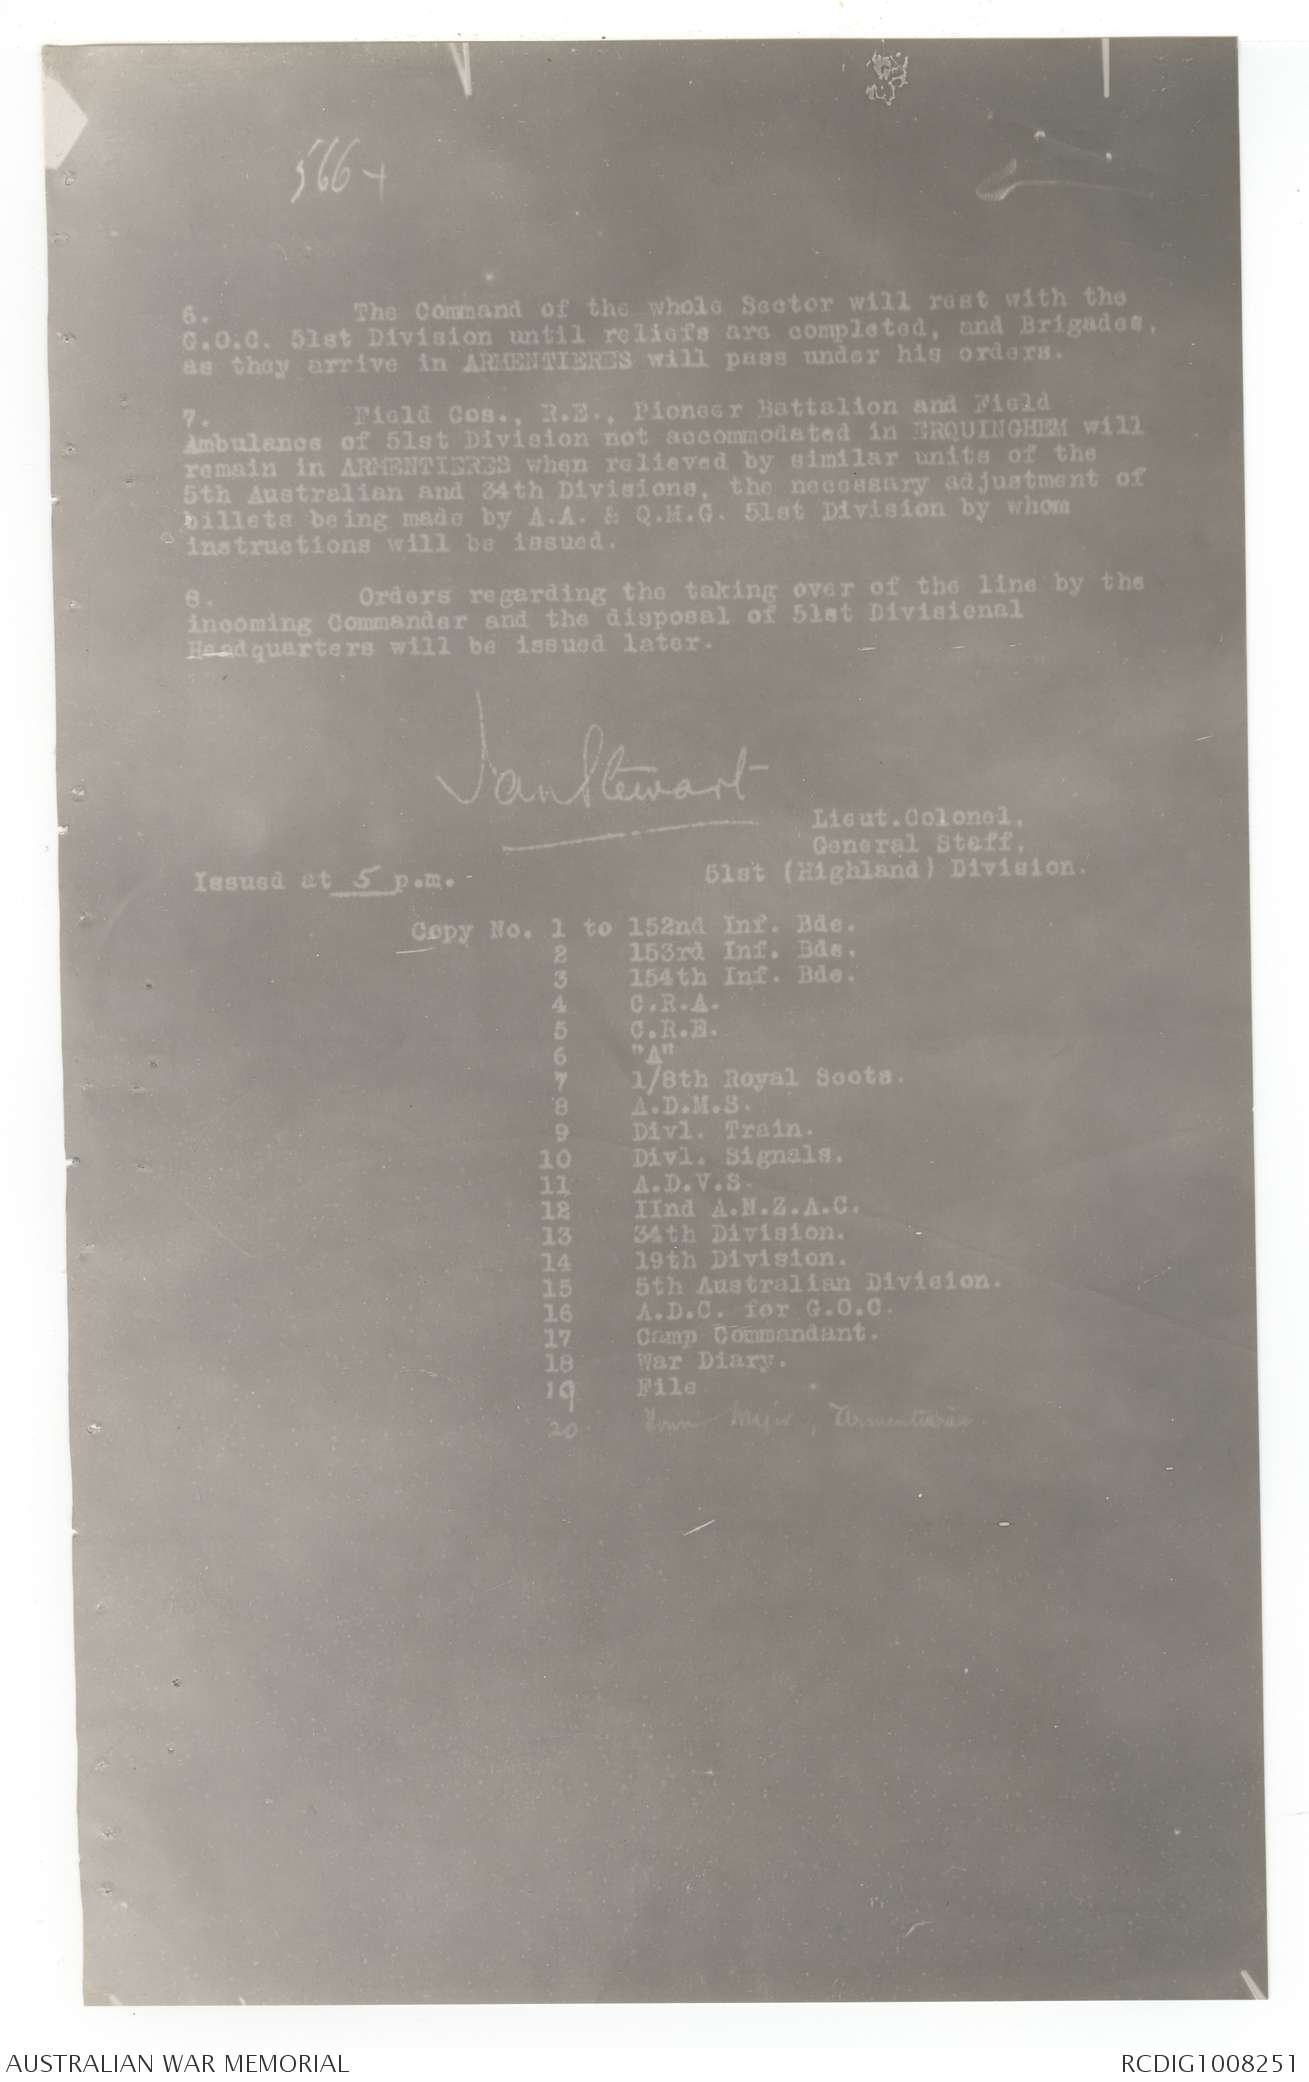 566+
6. The Command of the whole Sector will rest with the
G.O.C. 51st Division until reliefs are completed, and Brigades,
as they arrive in ARMENTIERES will pass under his orders.
7. Field Cos., R.E., Pioneer Battalion and Field
Ambulance of 51st Division not accommodated in ERQUINGHEM will
remain in ARMENTIERES when relieved by similar units of the
5th Australian and 34th Divisions, the necessary adjustment of
billets being made by A.A. & Q.M.G. 51st Division by whom
instructions will be issued.
8. Orders regarding the taking over of the line by the
incoming Commander and the disposal of 51st Divisional
Headquarters will be issued later.
Ian Stewart
Lieut.Colonel,
General Staff,
51st (Highland) Division.
Issued at 5 p.m.
Copy No. 1 to 152nd Inf. Bde.
2 153rd Inf. Bde.
3 154th Inf. Bde.
4 C.R.A.
5 C.R.E.
6 "A"
7 1/8th Royal Scots.
8 A.D.M.S.
9 Divl. Train.
10 Divl. Signals.
11 A.D.V.S.
12 IInd A.N.Z.A.C.
13 34th Division.
14 19th Division.
15 5th Australian Division.
16 A.D.C. for G.O.C.
17 Camp Commandant.
18 War Diary.
19 File
20 Town Major, Armentieres.
AUSTRALIAN WAR MEMORIAL
RCDIG1008251